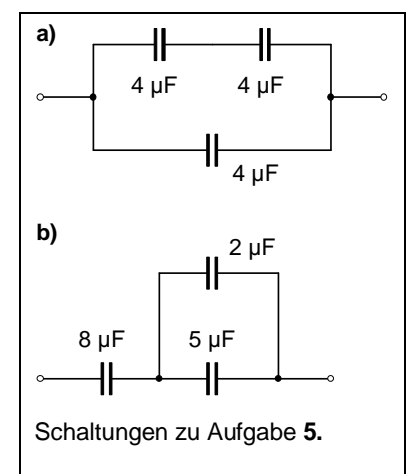 a)
4 µF 4 µF
4 µF
b)
2 µF
8 µF 5 µF
Schaltungen zu Aufgabe 5.